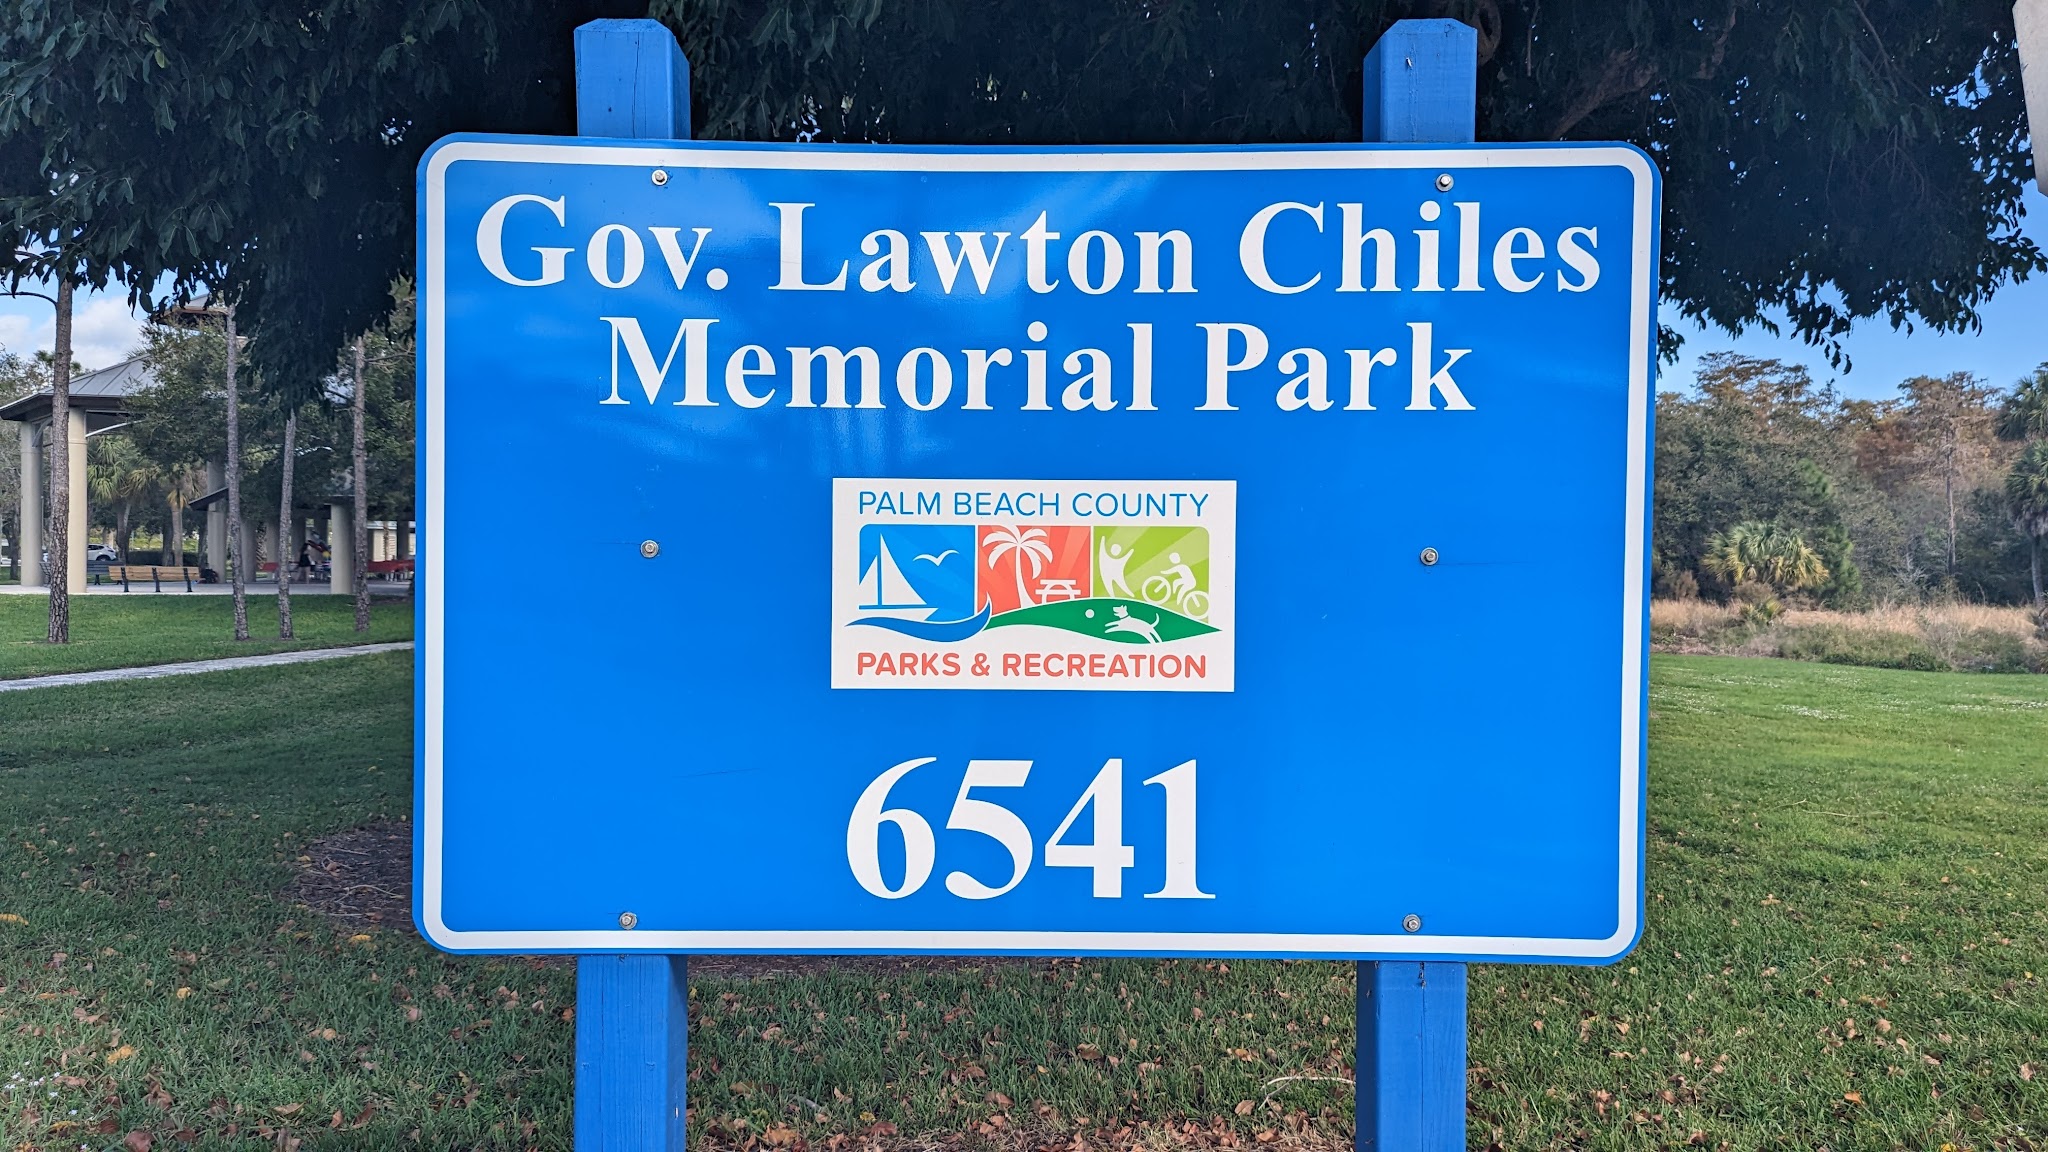 Gov. Lawton Chiles
Memorial Park
PALM BEACH COUNTY
PARKS & RECREATION
6541